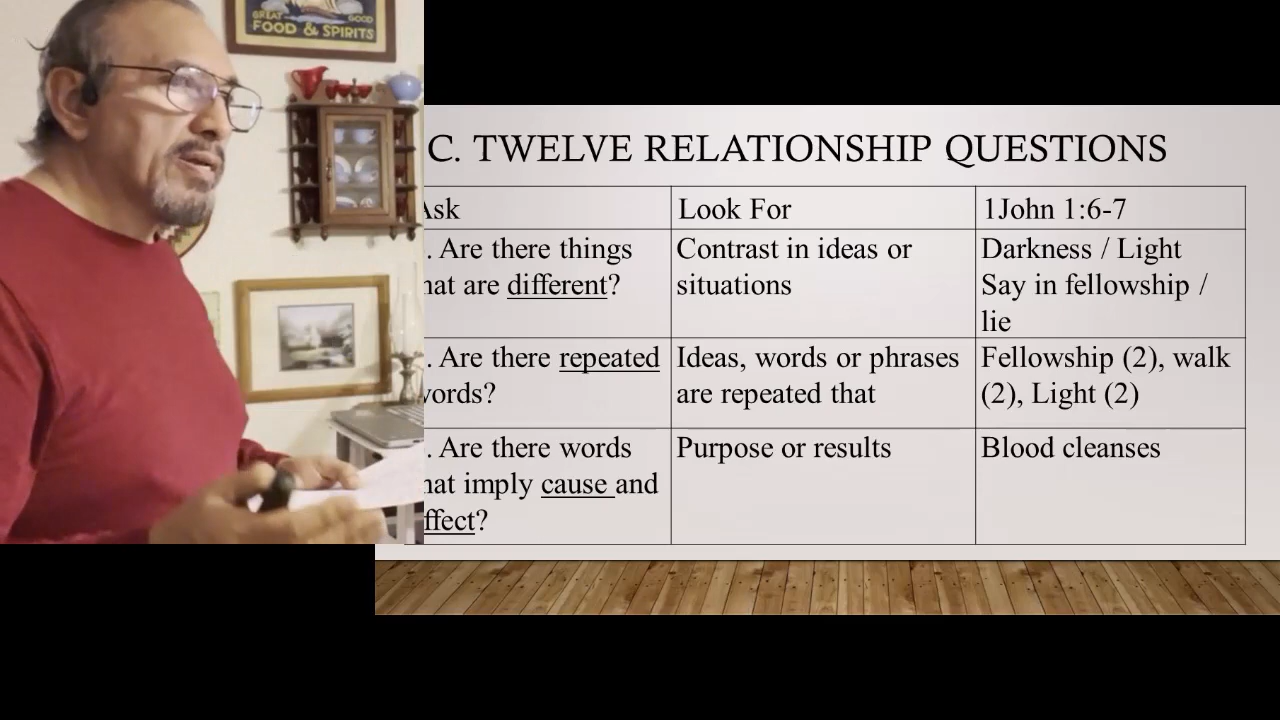 GREAT GOOD
FOOD & SPIRITS
C. TWELVE RELATIONSHIP QUESTIONS
Ask
Look For
1John 1:6-7
. Are there things
hat are different?
Contrast in ideas or
situations
Darkness / Light
Say in fellowship /
lie
. Are there repeated
words?
Ideas, words or phrases
are repeated that
Fellowship (2), walk
(2), Light (2)
. Are there words
hat imply cause and
ffect?
Purpose or results
Blood cleanses